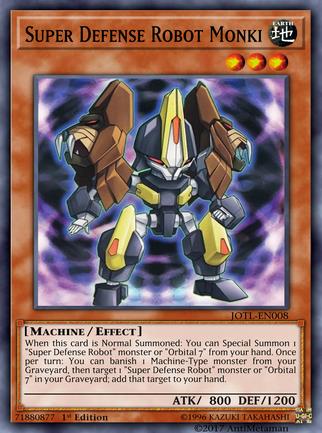 Super Defense Robot Monki
EARTH
地
JOTL-EN008
[Machine / Effect]
When this card is Normal Summoned: You can Special Summon 1
"Super Defense Robot" monster or "Orbital 7" from your hand. Once
per turn: You can banish 1 Machine-Type monster from your
Graveyard, then target 1 "Super Defense Robot" monster or "Orbital
7" in your Graveyard; add that target to your hand.
ATK/ 800 DEF/1200
71880877 1st Edition ©1996 KAZUKI TAKAHASHI
©2017 AntiMetaman